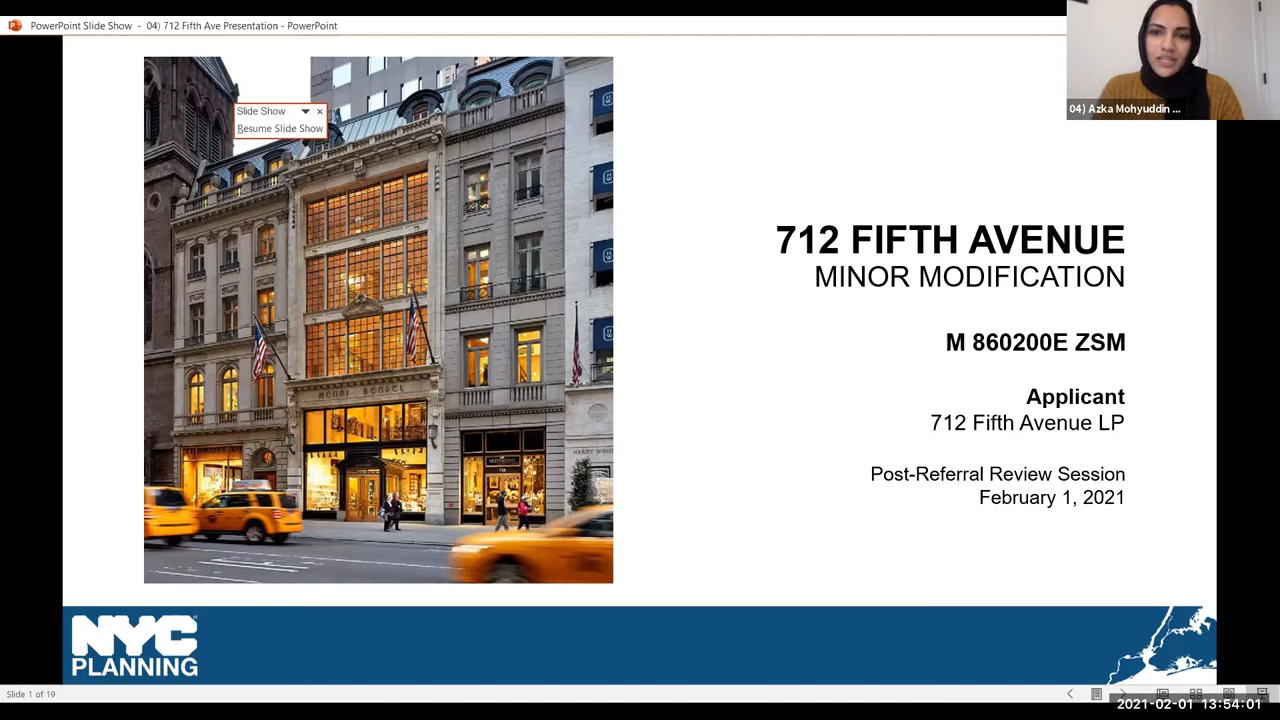 PowerPoint Slide Show - 04) 712 Fifth Ave Presentation - PowerPoint
04) Azka Mohyuddin ...
Slide Show
Resume Slide Show
HENRI BENDEL
HARRY WINS
712 FIFTH AVENUE
MINOR MODIFICATION
M 860200E ZSM
Applicant
712 Fifth Avenue LP
Post-Referral Review Session
February 1, 2021
NYC
PLANNING
Slide 1 of 19
2021-02-01 13:54:01